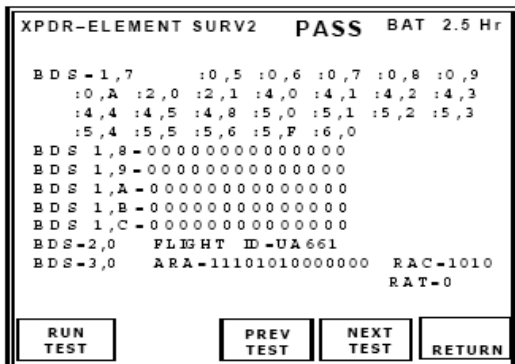 XPDR-ELEMENT SURV2 PASS BAT 2.5 Hr
BDS=1,7 :0,5 :0,6 :0,7 :0,8 :0,9
:0,A :2,0 :2,1 :4,0 :4,1 :4,2 :4,3
:4,4 :4,5 :4,8 :5,0 :5,1 :5,2 :5,3
:5,4 :5,5 :5,6 :5,F :6,0
BDS 1,8=00000000000000
BDS 1,9=00000000000000
BDS 1,A=00000000000000
BDS 1,B=00000000000000
BDS 1,C=00000000000000
BDS=2,0 FLIGHT ID=UA661
BDS=3,0 ARA=11101010000000 RAC=1010
RAT=0
RUN TEST
PREV TEST
NEXT TEST
RETURN